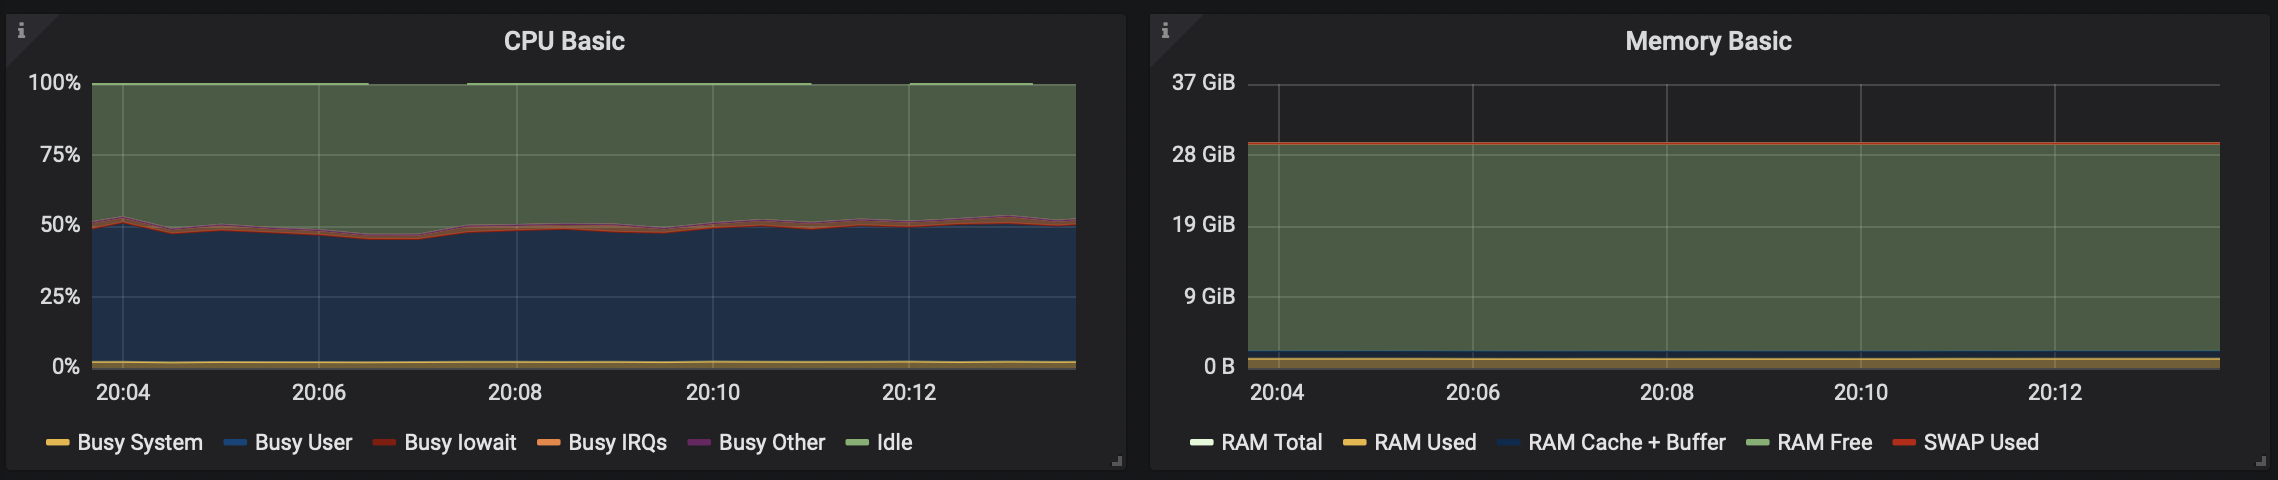 CPU Basic
100%
75%
50%
25%
0%
20:04 20:06 20:08 20:10 20:12
Busy System Busy User Busy Iowait Busy IRQs Busy Other Idle
Memory Basic
37 GiB
28 GiB
19 GiB
9 GiB
0 B
20:04 20:06 20:08 20:10 20:12
RAM Total RAM Used RAM Cache + Buffer RAM Free SWAP Used